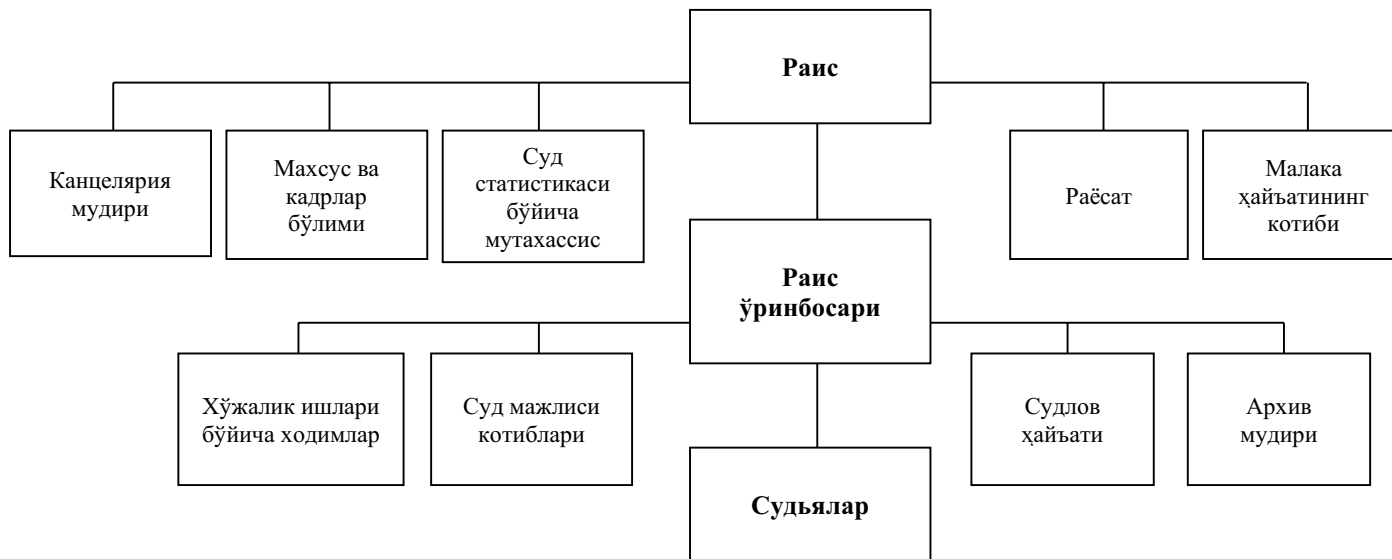 Раис
Канцелярия
мудири
Махсус ва
кадрлар
бўлими
Суд
статистикаси
бўйича
мутахассис
Раёсат
Малака
ҳайъатининг
котиби
Раис
ўринбосари
Хўжалик ишлари
бўйича ходимлар
Суд мажлиси
котиблари
Судлов
ҳайъати
Архив
мудири
Судьялар